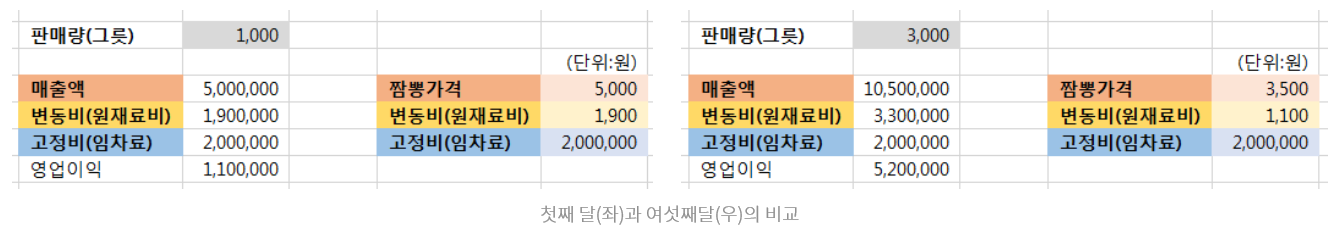 판매량(그릇) 1,000
(단위:원)
매출액 5,000,000 짬뽕가격 5,000
변동비(원재료비) 1,900,000 변동비(원재료비) 1,900
고정비(임차료) 2,000,000 고정비(임차료) 2,000,000
영업이익 1,100,000
판매량(그릇) 3,000
(단위:원)
매출액 10,500,000 짬뽕가격 3,500
변동비(원재료비) 3,300,000 변동비(원재료비) 1,100
고정비(임차료) 2,000,000 고정비(임차료) 2,000,000
영업이익 5,200,000
첫째 달(좌)과 여섯째달(우)의 비교